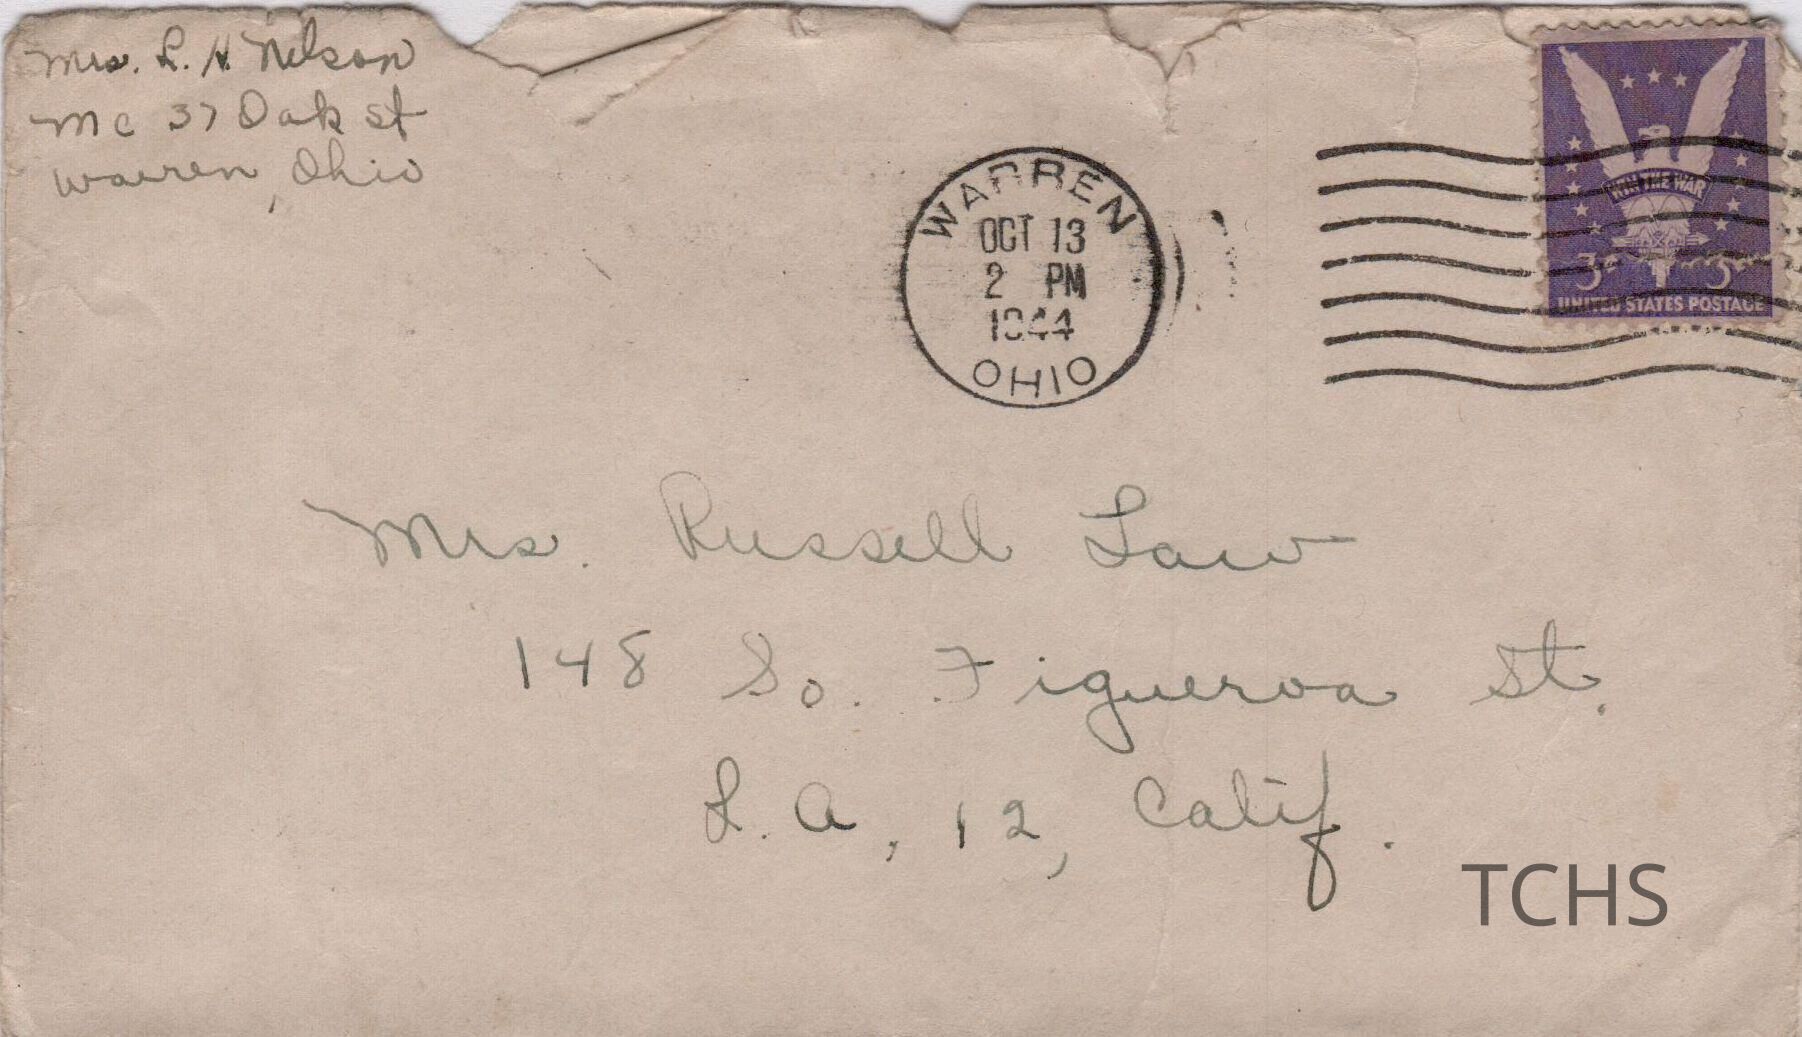 Mrs. L. H. Nelson
Mc 37 Oak st
Warren, Ohio
WARREN
OCT 13
2 PM
1944
OHIO
WIN THE WAR
3¢ 3¢
UNITED STATES POSTAGE
Mrs. Russell Law
148 So. Figueroa St.
L. A, 12, Calif.
TCHS